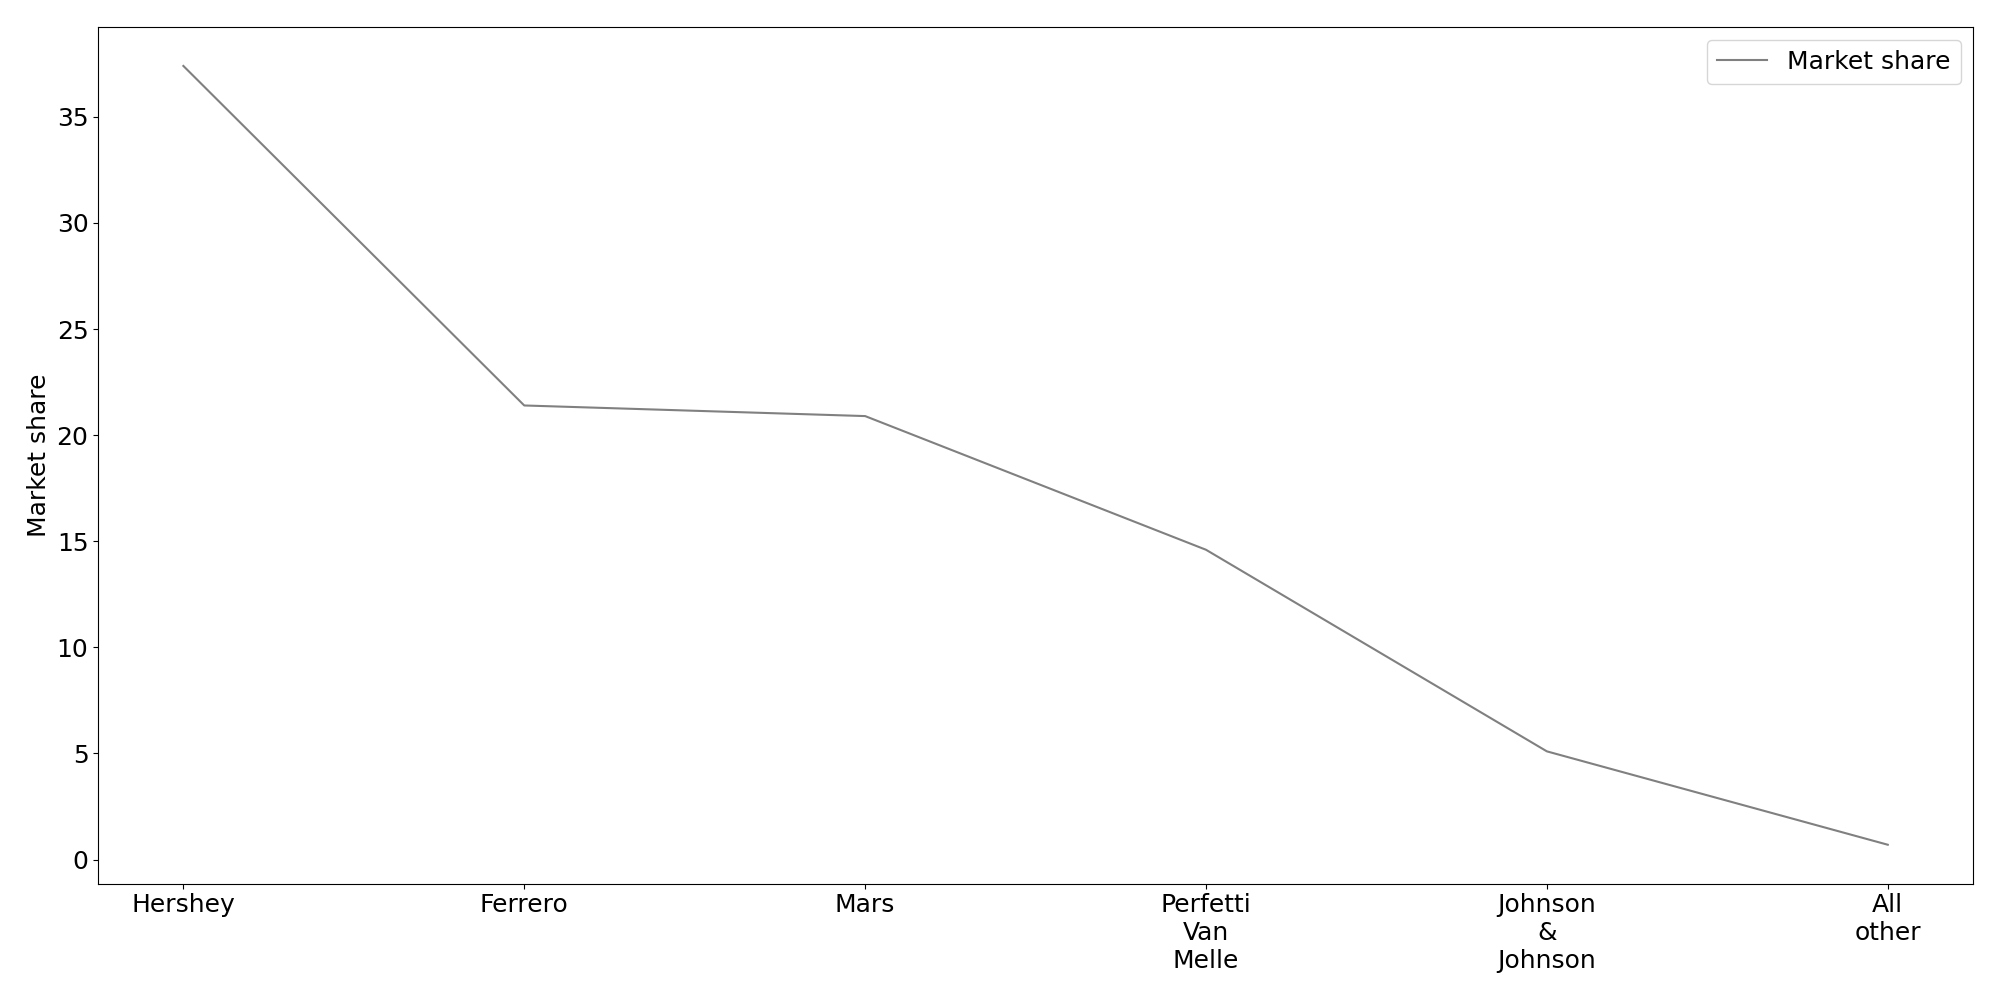 Market share
Market share
35
30
25
20
15
10
5
0
Hershey
Ferrero
Mars
Perfetti
Van
Melle
Johnson
&
Johnson
All
other